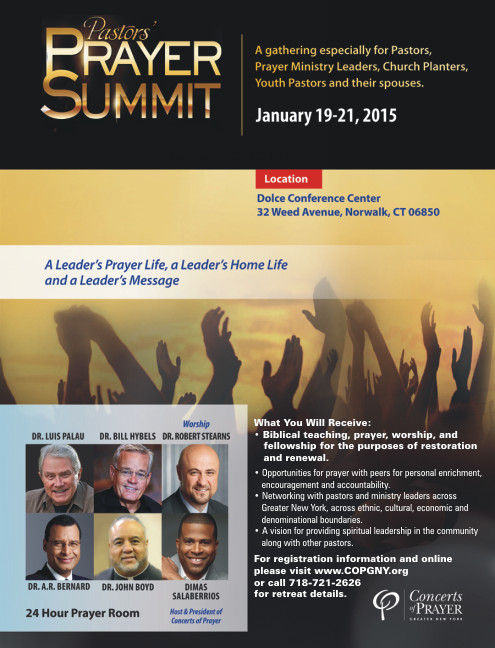 Pastors'
PRAYER
SUMMIT
A gathering especially for Pastors,
Prayer Ministry Leaders, Church Planters,
Youth Pastors and their spouses.
January 19-21, 2015
Location
Dolce Conference Center
32 Weed Avenue, Norwalk, CT 06850
A Leader's Prayer Life, a Leader's Home Life
and a Leader's Message
Worship
DR. LUIS PALAU DR. BILL HYBELS DR. ROBERT STEARNS
DR. A.R. BERNARD DR. JOHN BOYD DIMAS
SALABERRIOS
24 Hour Prayer Room
Host & President of
Concerts of Prayer
What You Will Receive:
• Biblical teaching, prayer, worship, and
fellowship for the purposes of restoration
and renewal.
• Opportunities for prayer with peers for personal enrichment,
encouragement and accountability.
• Networking with pastors and ministry leaders across
Greater New York, across ethnic, cultural, economic and
denominational boundaries.
• A vision for providing spiritual leadership in the community
along with other pastors.
For registration information and online
please visit www.COPGNY.org
or call 718-721-2626
for retreat details.
Concerts
of PRAYER
GREATER NEW YORK